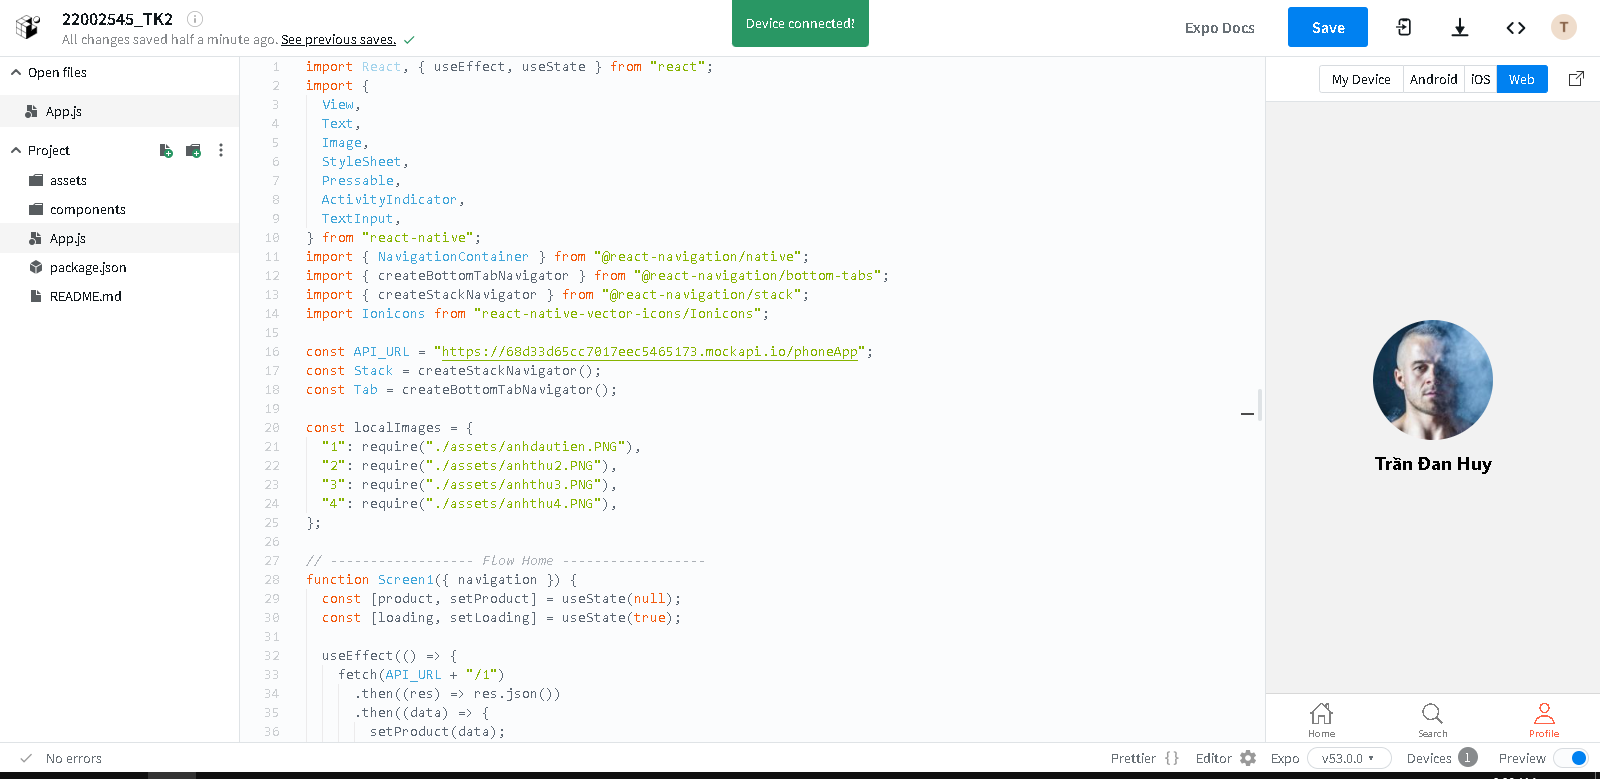 22002545_TK2
All changes saved half a minute ago. See previous saves.
Device connected!
Expo Docs
Save
T
Open files
App.js
Project
assets
components
App.js
package.json
README.md
1 import React, { useEffect, useState } from "react";
2 import {
3 View,
4 Text,
5 Image,
6 StyleSheet,
7 Pressable,
8 ActivityIndicator,
9 TextInput,
10 } from "react-native";
11 import { NavigationContainer } from "@react-navigation/native";
12 import { createBottomTabNavigator } from "@react-navigation/bottom-tabs";
13 import { createStackNavigator } from "@react-navigation/stack";
14 import Ionicons from "react-native-vector-icons/Ionicons";
15
16 const API_URL = "https://68d33d65cc7017eec5465173.mockapi.io/phoneApp";
17 const Stack = createStackNavigator();
18 const Tab = createBottomTabNavigator();
19
20 const localImages = {
21 "1": require("./assets/anhdautien.PNG"),
22 "2": require("./assets/anhthu2.PNG"),
23 "3": require("./assets/anhthu3.PNG"),
24 "4": require("./assets/anhthu4.PNG"),
25 };
26
27 // ------------------ Flow Home ------------------
28 function Screen1({ navigation }) {
29 const [product, setProduct] = useState(null);
30 const [loading, setLoading] = useState(true);
31
32 useEffect(() => {
33 fetch(API_URL + "/1")
34 .then((res) => res.json())
35 .then((data) => {
36 setProduct(data);
My Device Android iOS Web
Trần Đan Huy
Home Search Profile
No errors
Prettier { } Editor Expo v53.0.0 Devices 1 Preview